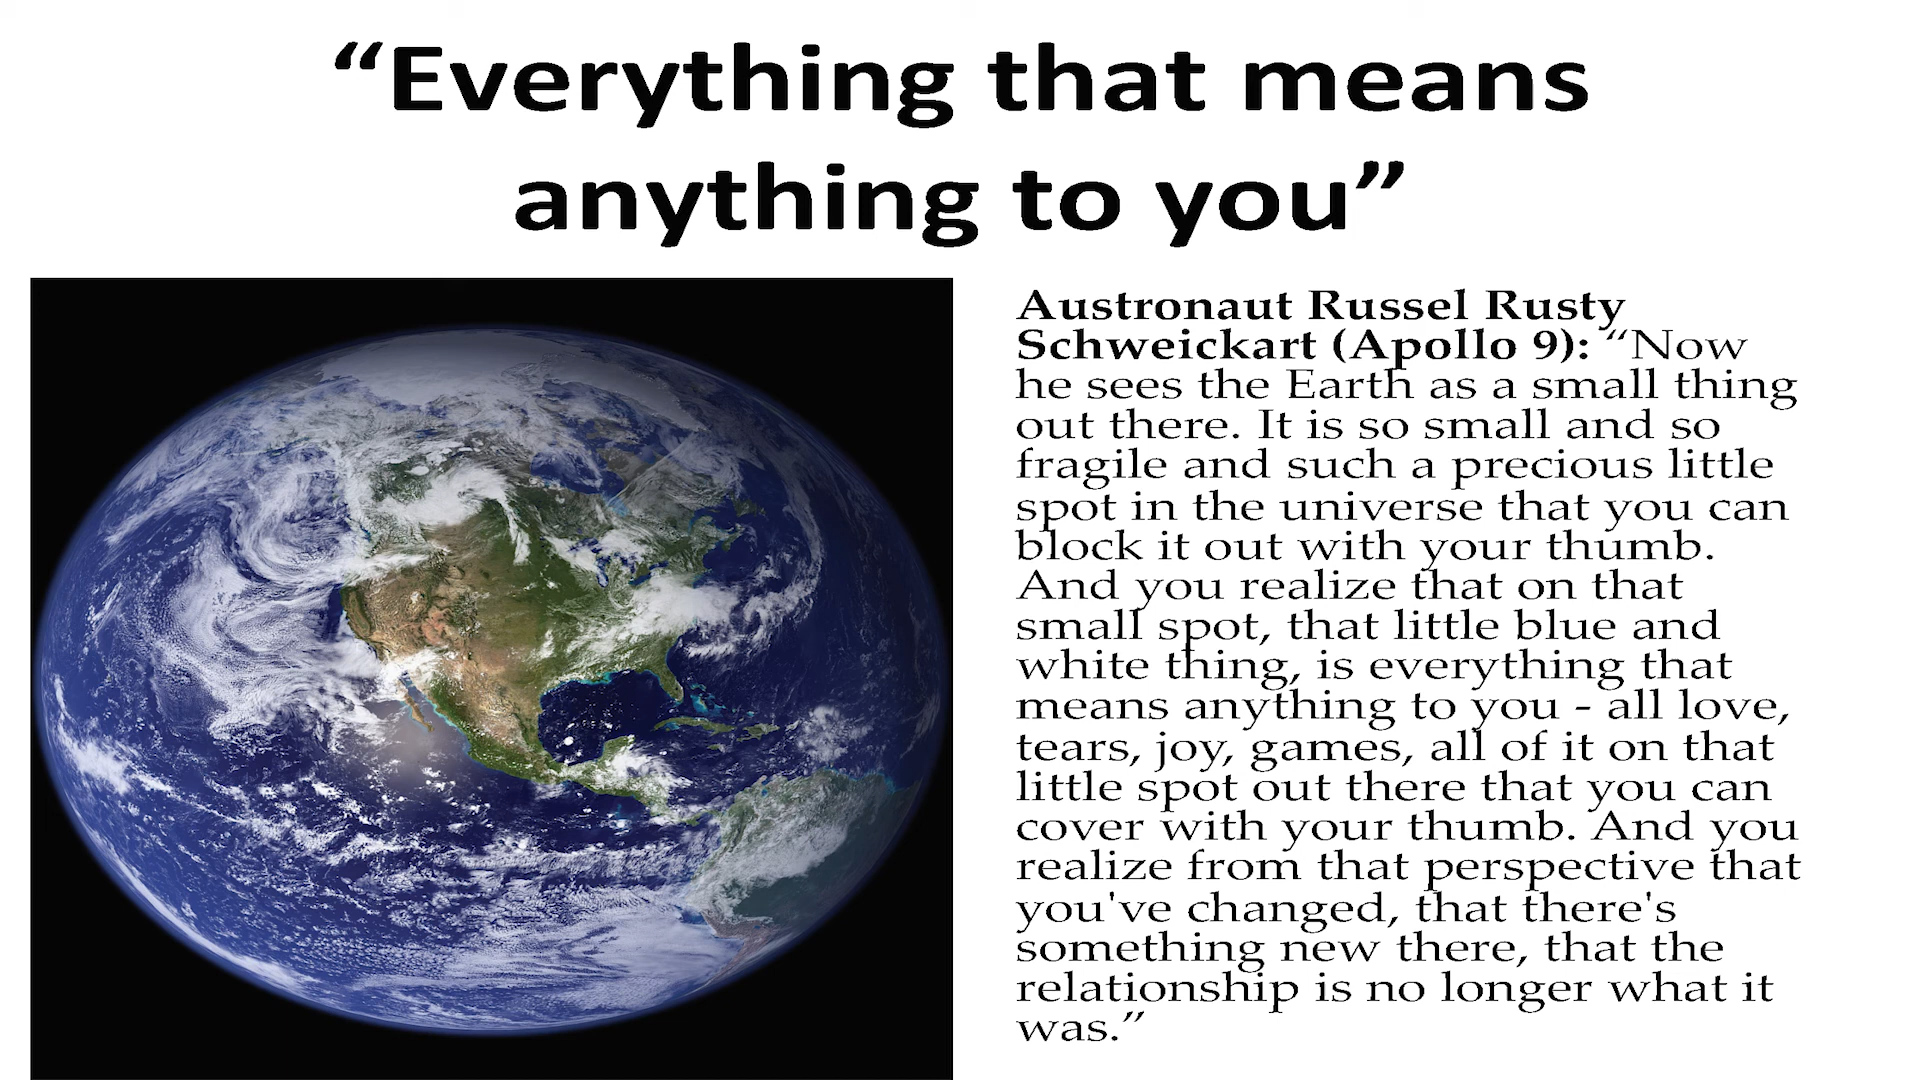 “Everything that means
anything to you”
Austronaut Russel Rusty
Schweickart (Apollo 9): “Now
he sees the Earth as a small thing
out there. It is so small and so
fragile and such a precious little
spot in the universe that you can
block it out with your thumb.
And you realize that on that
small spot, that little blue and
white thing, is everything that
means anything to you - all love,
tears, joy, games, all of it on that
little spot out there that you can
cover with your thumb. And you
realize from that perspective that
you've changed, that there's
something new there, that the
relationship is no longer what it
was.”